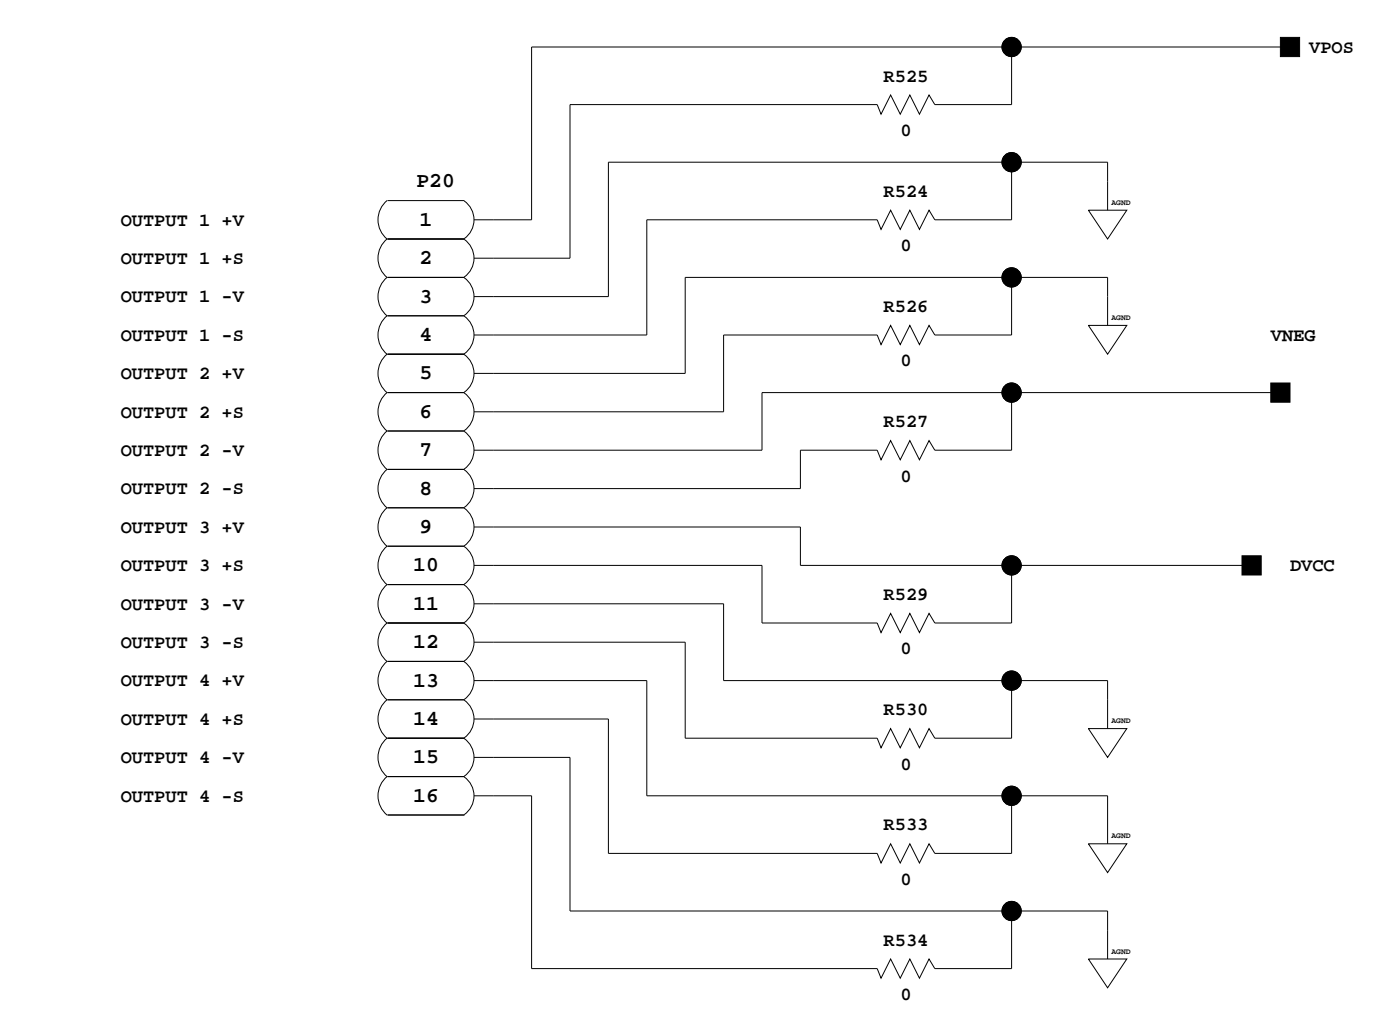 VPOS
R525
0
P20
R524
0
AGND
OUTPUT 1 +V 1
OUTPUT 1 +S 2
OUTPUT 1 -V 3
OUTPUT 1 -S 4
OUTPUT 2 +V 5
OUTPUT 2 +S 6
OUTPUT 2 -V 7
OUTPUT 2 -S 8
OUTPUT 3 +V 9
OUTPUT 3 +S 10
OUTPUT 3 -V 11
OUTPUT 3 -S 12
OUTPUT 4 +V 13
OUTPUT 4 +S 14
OUTPUT 4 -V 15
OUTPUT 4 -S 16
R526
0
AGND
VNEG
R527
0
DVCC
R529
0
R530
0
AGND
R533
0
AGND
R534
0
AGND